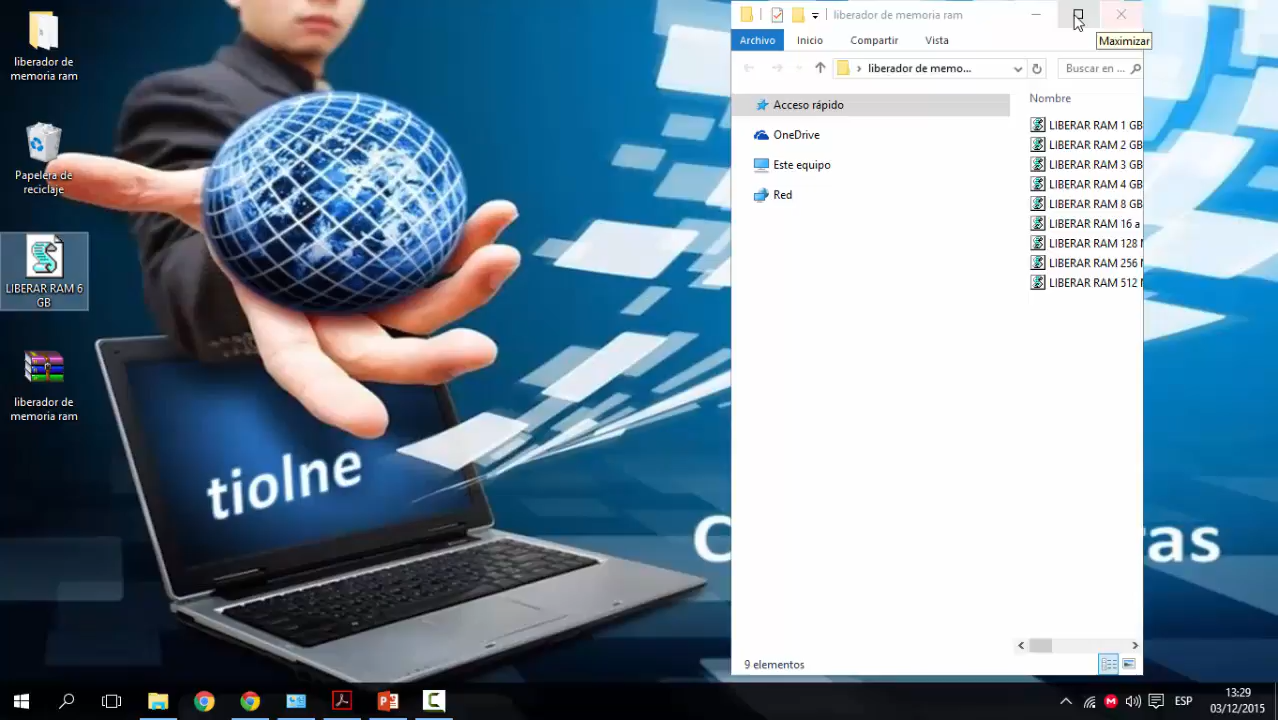 liberador de
memoria ram
Papelera de
reciclaje
LIBERAR RAM 6
GB
liberador de
memoria ram
tiolne
C
ras
liberador de memoria ram
Maximizar
Archivo
Inicio
Compartir
Vista
liberador de memo...
Buscar en ...
Acceso rápido
OneDrive
Este equipo
Red
Nombre
LIBERAR RAM 1 GB
LIBERAR RAM 2 GB
LIBERAR RAM 3 GB
LIBERAR RAM 4 GB
LIBERAR RAM 8 GB
LIBERAR RAM 16 a
LIBERAR RAM 128
LIBERAR RAM 256
LIBERAR RAM 512
9 elementos
ESP
13:29
03/12/2015